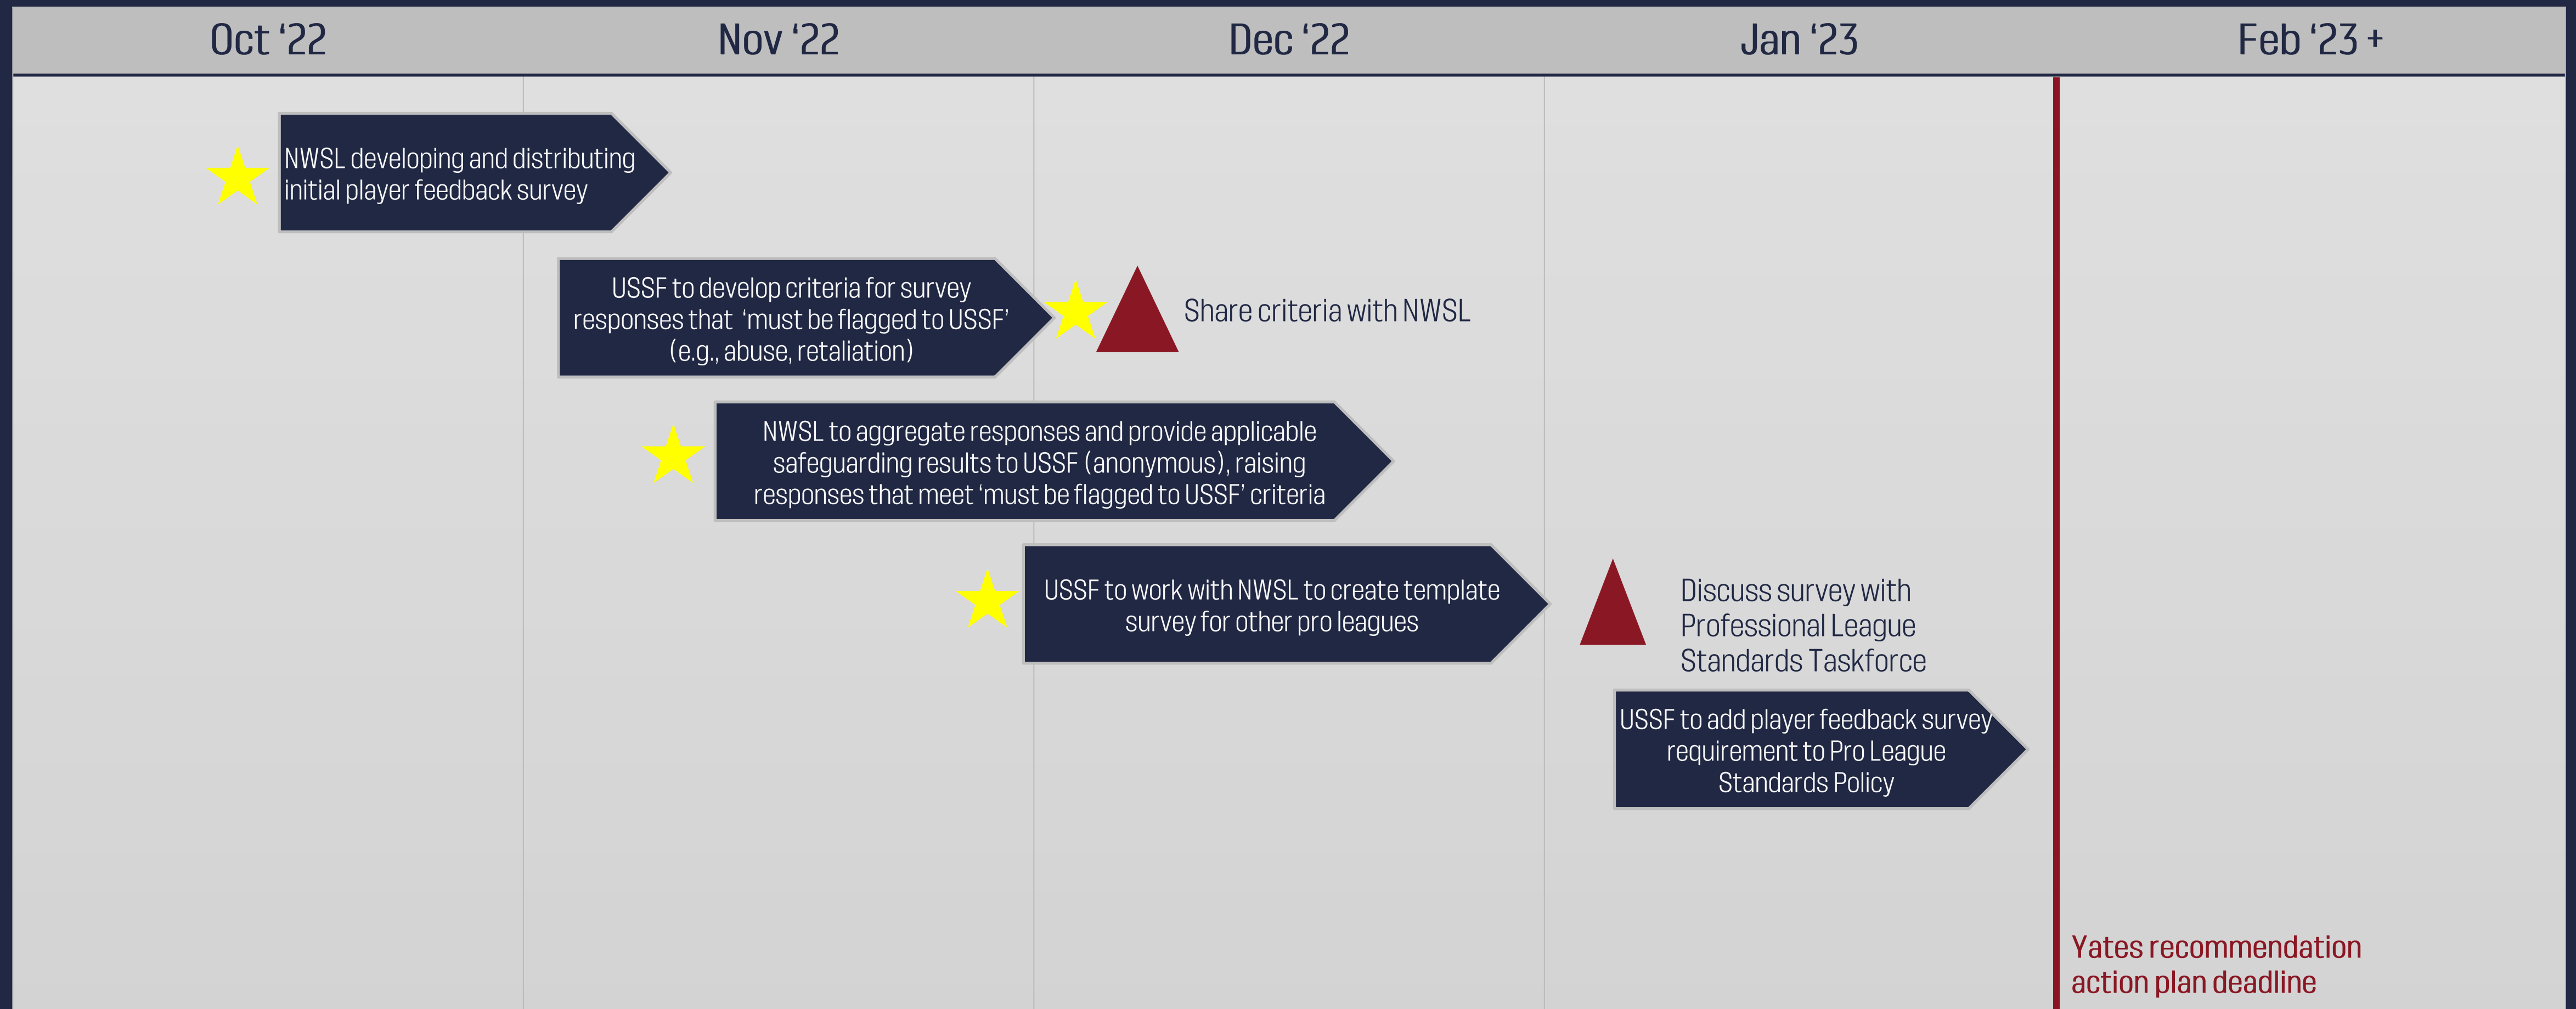 Oct ‘22
Nov ‘22
Dec ‘22
Jan ‘23
Feb ‘23 +
NWSL developing and distributing
initial player feedback survey
USSF to develop criteria for survey
responses that ‘must be flagged to USSF’
(e.g., abuse, retaliation)
Share criteria with NWSL
NWSL to aggregate responses and provide applicable
safeguarding results to USSF (anonymous), raising
responses that meet ‘must be flagged to USSF’ criteria
USSF to work with NWSL to create template
survey for other pro leagues
Discuss survey with
Professional League
Standards Taskforce
USSF to add player feedback survey
requirement to Pro League
Standards Policy
Yates recommendation
action plan deadline